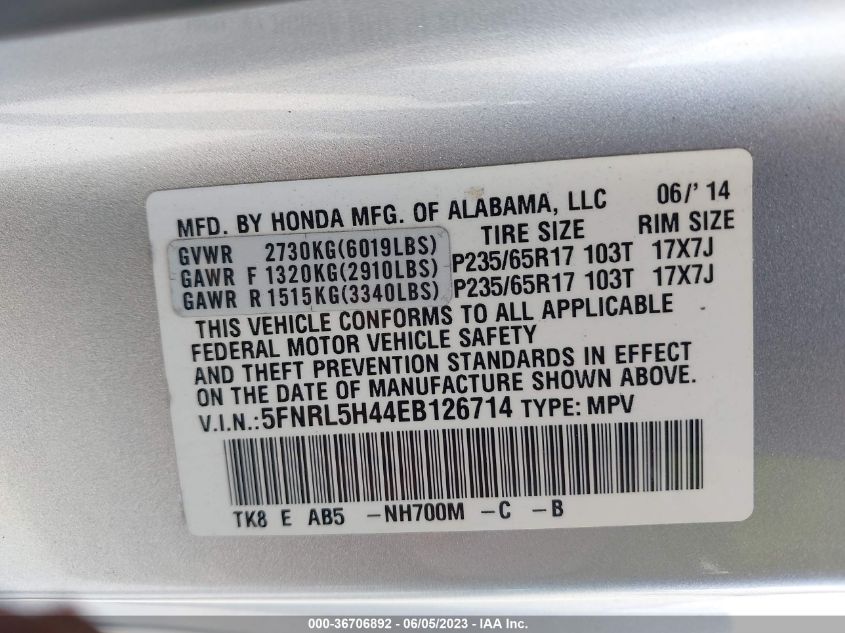 MFD. BY HONDA MFG. OF ALABAMA, LLC 06/'14
TIRE SIZE RIM SIZE
GVWR 2730KG(6019LBS)
GAWR F 1320KG(2910LBS) P235/65R17 103T 17X7J
GAWR R 1515KG(3340LBS) P235/65R17 103T 17X7J
THIS VEHICLE CONFORMS TO ALL APPLICABLE
FEDERAL MOTOR VEHICLE SAFETY
AND THEFT PREVENTION STANDARDS IN EFFECT
ON THE DATE OF MANUFACTURE SHOWN ABOVE.
V.I.N.:5FNRL5H44EB126714 TYPE: MPV
TK8 E AB5 -NH700M -C -B
000-36706892 - 06/05/2023 - IAA Inc.